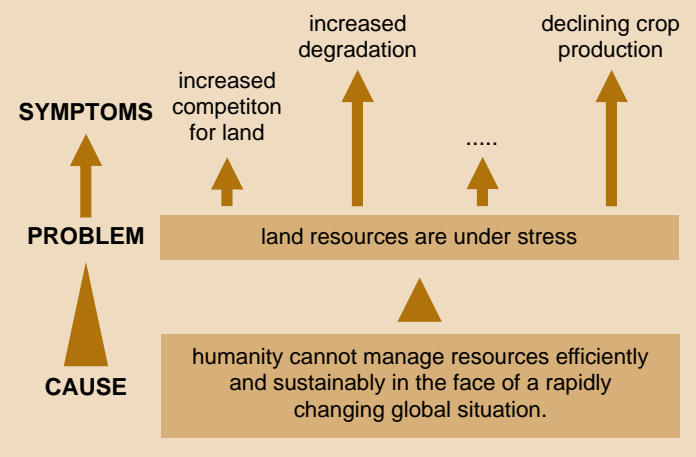 increased
degradation
declining crop
production
increased
competiton
for land
SYMPTOMS
.....
PROBLEM
land resources are under stress
humanity cannot manage resources efficiently
and sustainably in the face of a rapidly
changing global situation.
CAUSE